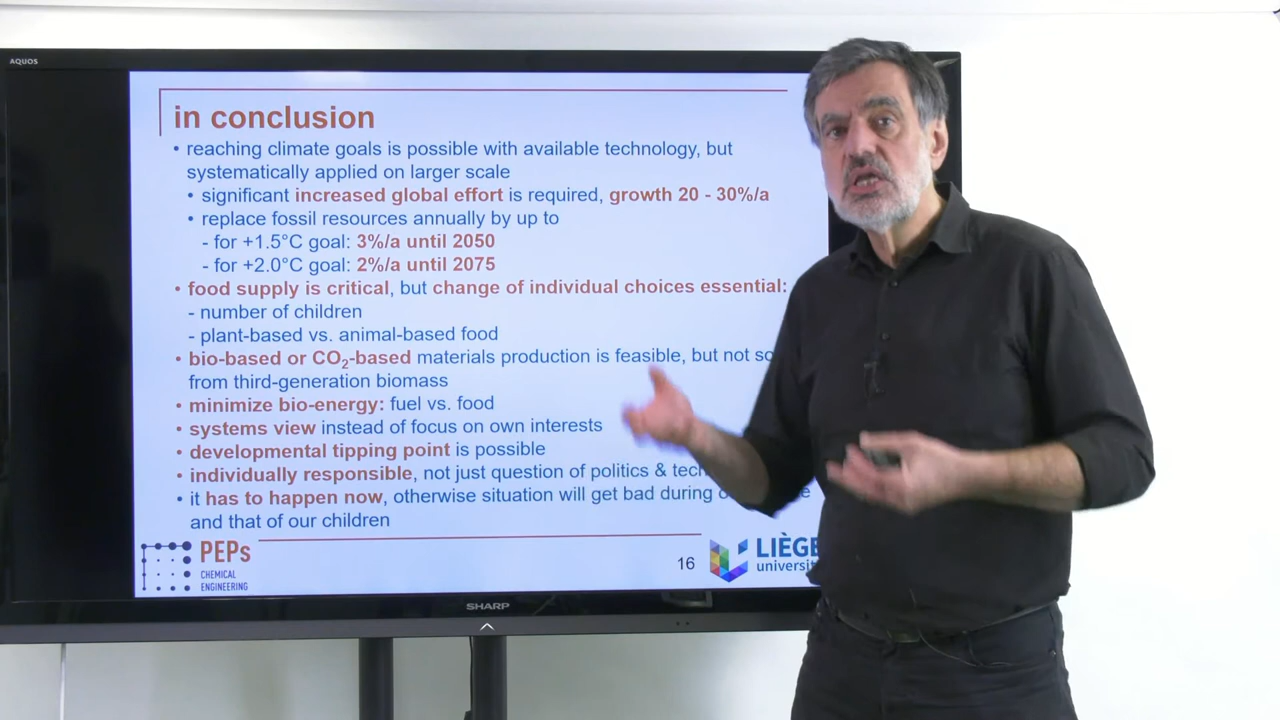 AQUOS
in conclusion
• reaching climate goals is possible with available technology, but
systematically applied on larger scale
• significant increased global effort is required, growth 20 - 30%/a
• replace fossil resources annually by up to
- for +1.5°C goal: 3%/a until 2050
- for +2.0°C goal: 2%/a until 2075
• food supply is critical, but change of individual choices essential:
- number of children
- plant-based vs. animal-based food
• bio-based or CO₂-based materials production is feasible, but not
from third-generation biomass
• minimize bio-energy: fuel vs. food
• systems view instead of focus on own interests
• developmental tipping point is possible
• individually responsible, not just question of politics &
• it has to happen now, otherwise situation will get bad during
and that of our children
PEPs
CHEMICAL
ENGINEERING
16
LIÈGE
SHARP